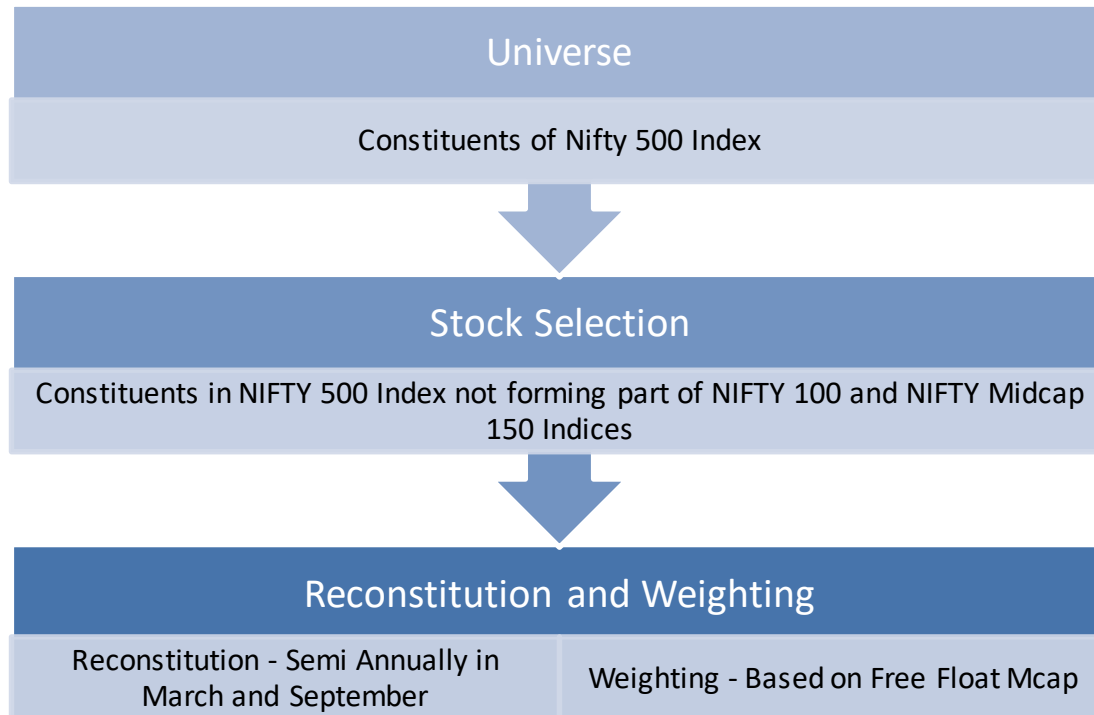 Universe
Constituents of Nifty 500 Index
Stock Selection
Constituents in NIFTY 500 Index not forming part of NIFTY 100 and NIFTY Midcap
150 Indices
Reconstitution and Weighting
Reconstitution - Semi Annually in
March and September
Weighting - Based on Free Float Mcap